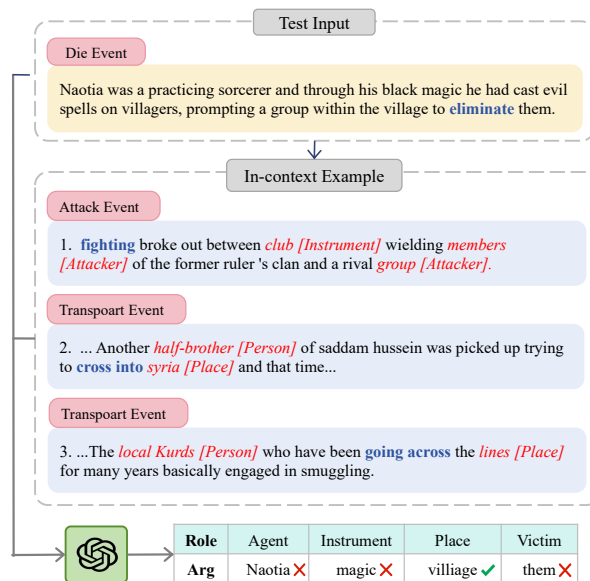 Test Input
Die Event
Naotia was a practicing sorcerer and through his black magic he had cast evil
spells on villagers, prompting a group within the village to eliminate them.
In-context Example
Attack Event
1. fighting broke out between club [Instrument] wielding members
[Attacker] of the former ruler 's clan and a rival group [Attacker].
Transpoart Event
2. ... Another half-brother [Person] of saddam hussein was picked up trying
to cross into syria [Place] and that time...
Transpoart Event
3. ...The local Kurds [Person] who have been going across the lines [Place]
for many years basically engaged in smuggling.
Role Agent Instrument Place Victim
Arg Naotia ✕ magic ✕ villiage ✓ them ✕